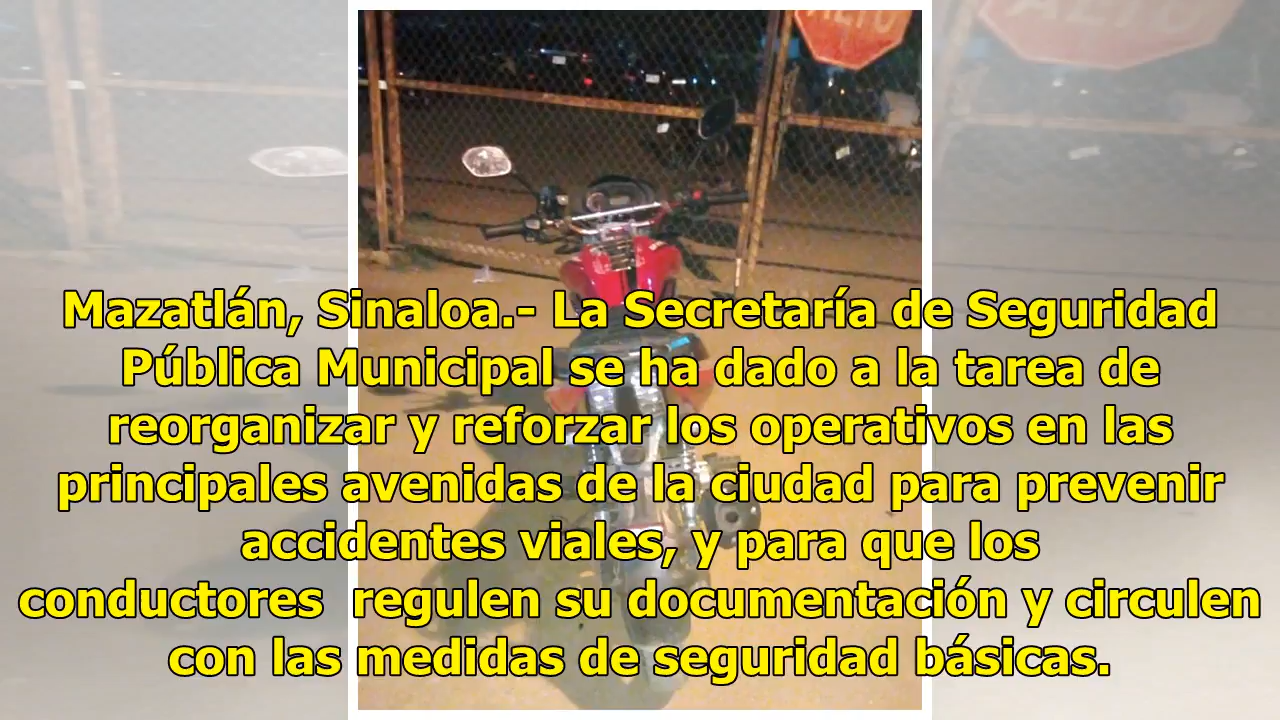 ALTO
ALTO
Mazatlán, Sinaloa.- La Secretaría de Seguridad
Pública Municipal se ha dado a la tarea de
reorganizar y reforzar los operativos en las
principales avenidas de la ciudad para prevenir
accidentes viales, y para que los
conductores  regulen su documentación y circulen
con las medidas de seguridad básicas.